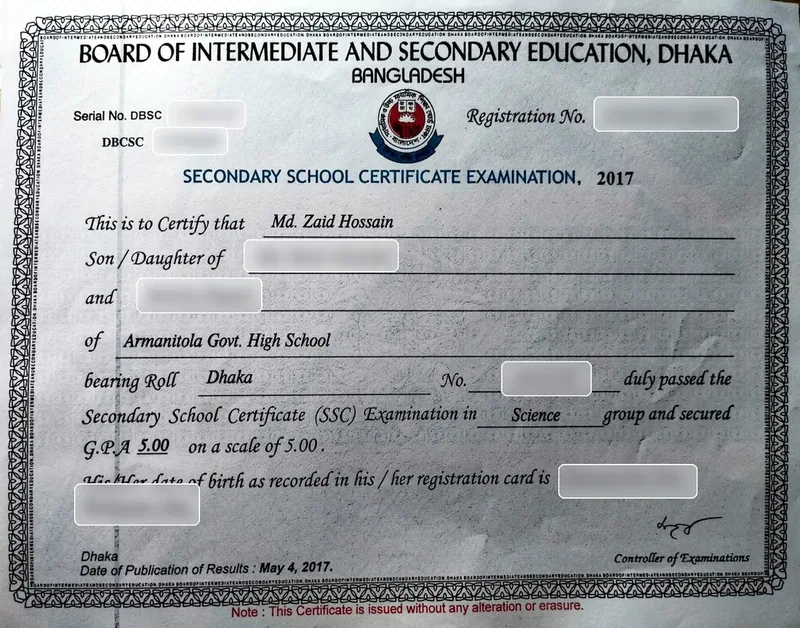 BOARD OF INTERMEDIATE AND SECONDARY EDUCATION, DHAKA
BANGLADESH
Serial No. DBSC
Registration No.
DBCSC
SECONDARY SCHOOL CERTIFICATE EXAMINATION, 2017
This is to Certify that Md. Zaid Hossain
Son / Daughter of
and
of Armanitola Govt. High School
bearing Roll Dhaka No. duly passed the
Secondary School Certificate (SSC) Examination in Science group and secured
G.P.A 5.00 on a scale of 5.00 .
His/Her date of birth as recorded in his / her registration card is
Dhaka
Date of Publication of Results : May 4, 2017.
Controller of Examinations
Note : This Certificate is issued without any alteration or erasure.